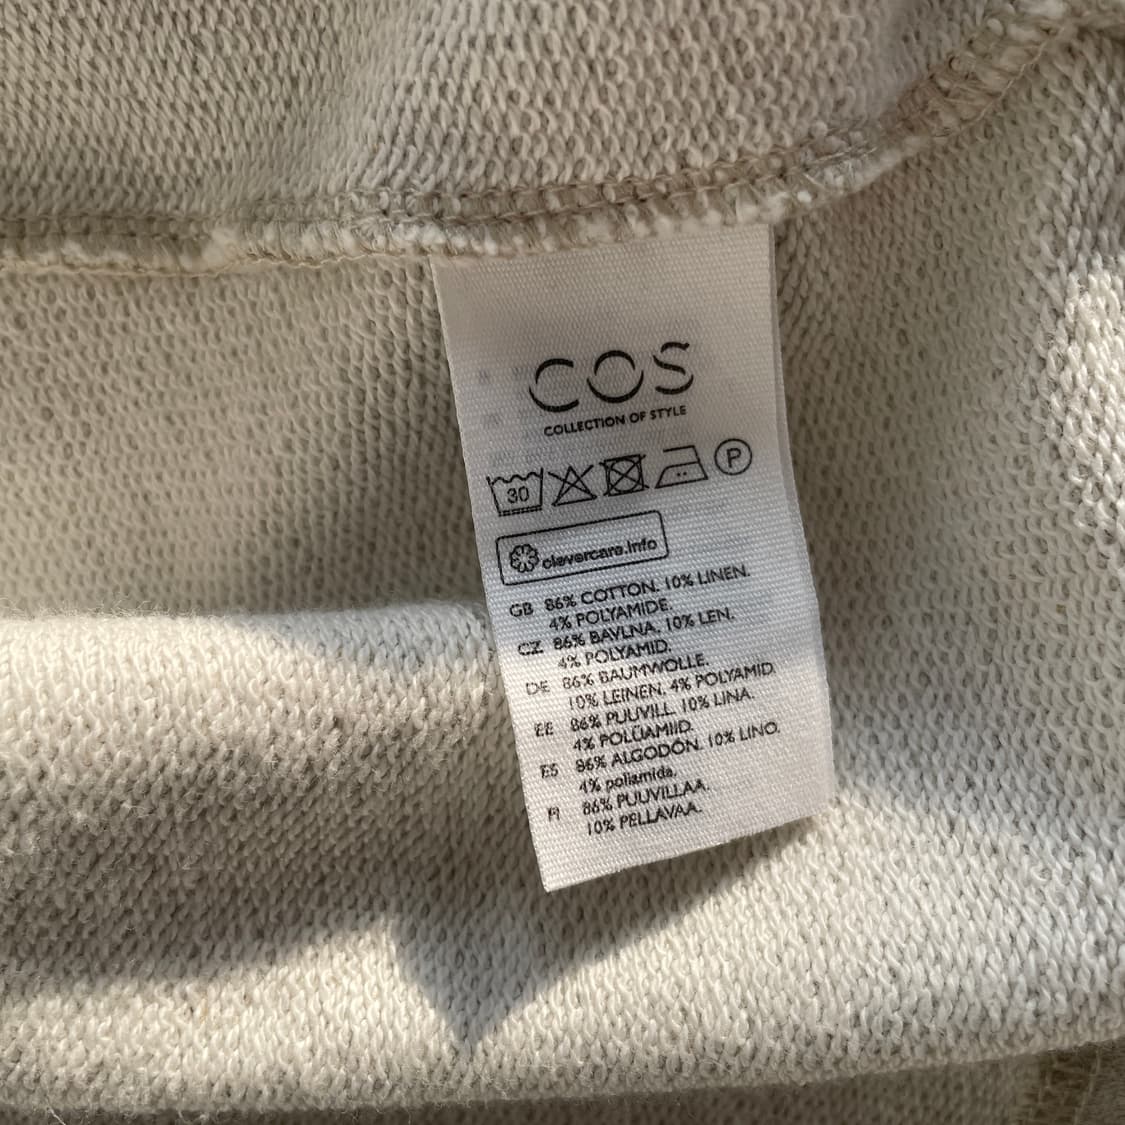 COS
COLLECTION OF STYLE
30
P
clevercare.info
GB 86% COTTON. 10% LINEN.
4% POLYAMIDE.
CZ 86% BAVLNA. 10% LEN.
4% POLYAMID.
DE 86% BAUMWOLLE.
10% LEINEN. 4% POLYAMID.
EE 86% PUUVILL. 10% LINA.
4% POLÜAMIID.
ES 86% ALGODÓN. 10% LINO.
4% poliamida.
FI 86% PUUVILLAA.
10% PELLAVAA.